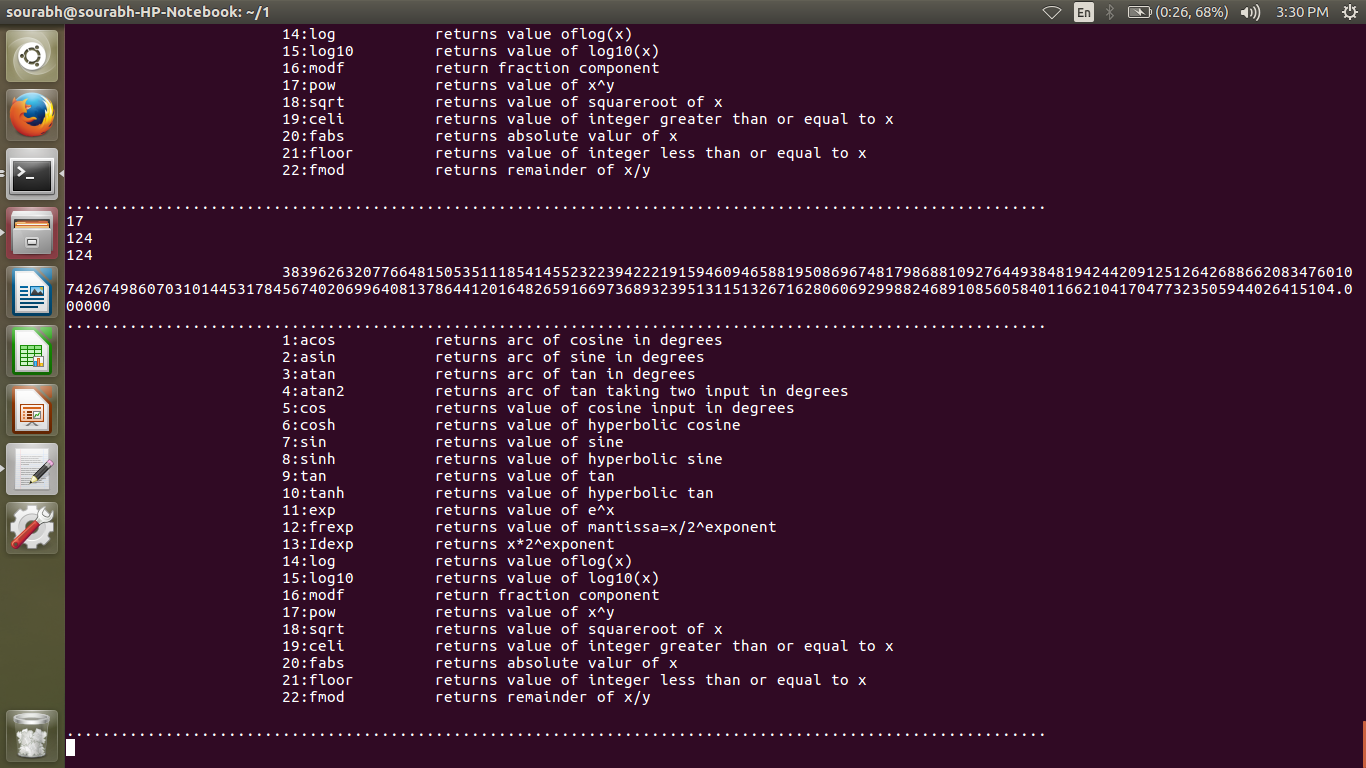 sourabh@sourabh-HP-Notebook: ~/1 En (0:26, 68%) 3:30 PM
14:log returns value oflog(x)
15:log10 returns value of log10(x)
16:modf return fraction component
17:pow returns value of x^y
18:sqrt returns value of squareroot of x
19:celi returns value of integer greater than or equal to x
20:fabs returns absolute valur of x
21:floor returns value of integer less than or equal to x
22:fmod returns remainder of x/y
.............................................................................................................
17
124
124
383962632077664815053511185414552322394222191594609465881950869674817986881092764493848194244209125126426886620834760107
42674986070310144531784567402069964081378644120164826591669736893239513115132671628060692999882468910856058401166210417047732350594402641510 4.0
00000
.............................................................................................................
1:acos returns arc of cosine in degrees
2:asin returns arc of sine in degrees
3:atan returns arc of tan in degrees
4:atan2 returns arc of tan taking two input in degrees
5:cos returns value of cosine input in degrees
6:cosh returns value of hyperbolic cosine
7:sin returns value of sine
8:sinh returns value of hyperbolic sine
9:tan returns value of tan
10:tanh returns value of hyperbolic tan
11:exp returns value of e^x
12:frexp returns value of mantissa=x/2^exponent
13:Idexp returns x*2^exponent
14:log returns value oflog(x)
15:log10 returns value of log10(x)
16:modf return fraction component
17:pow returns value of x^y
18:sqrt returns value of squareroot of x
19:celi returns value of integer greater than or equal to x
20:fabs returns absolute valur of x
21:floor returns value of integer less than or equal to x
22:fmod returns remainder of x/y
.............................................................................................................